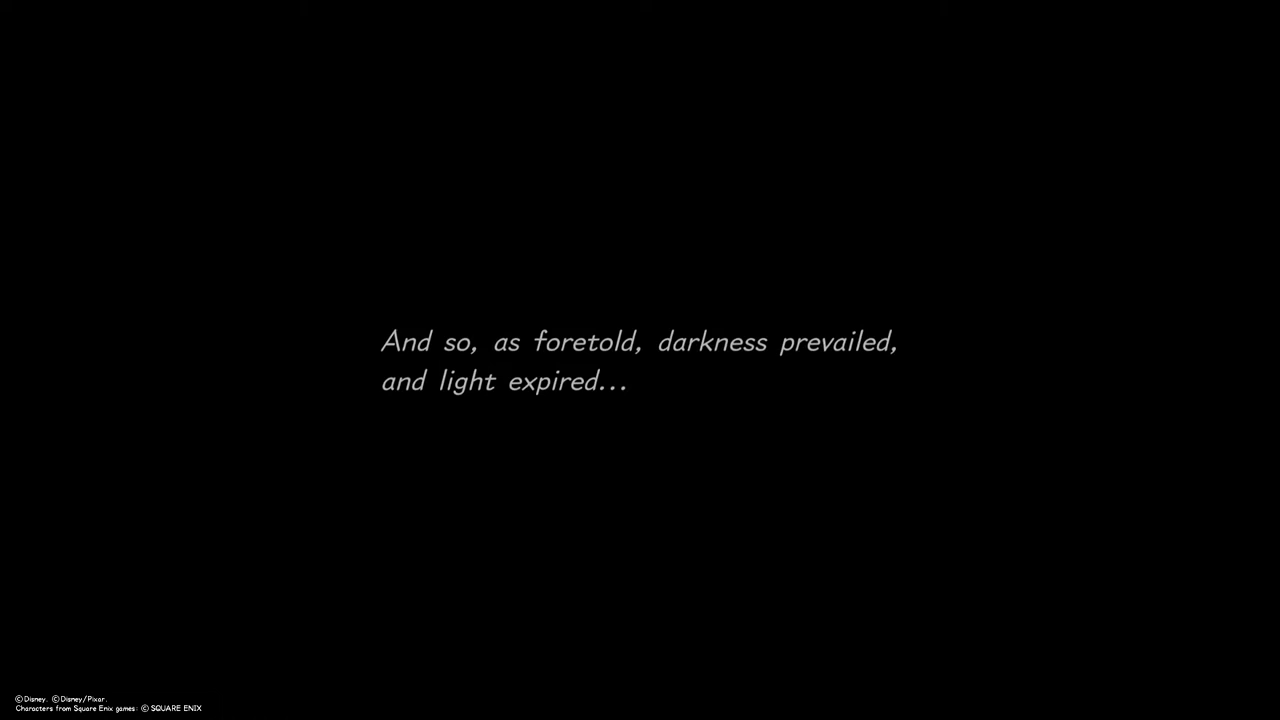 And so, as foretold, darkness prevailed,
and light expired...
©Disney. ©Disney/Pixar.
Characters from Square Enix games: © SQUARE ENIX